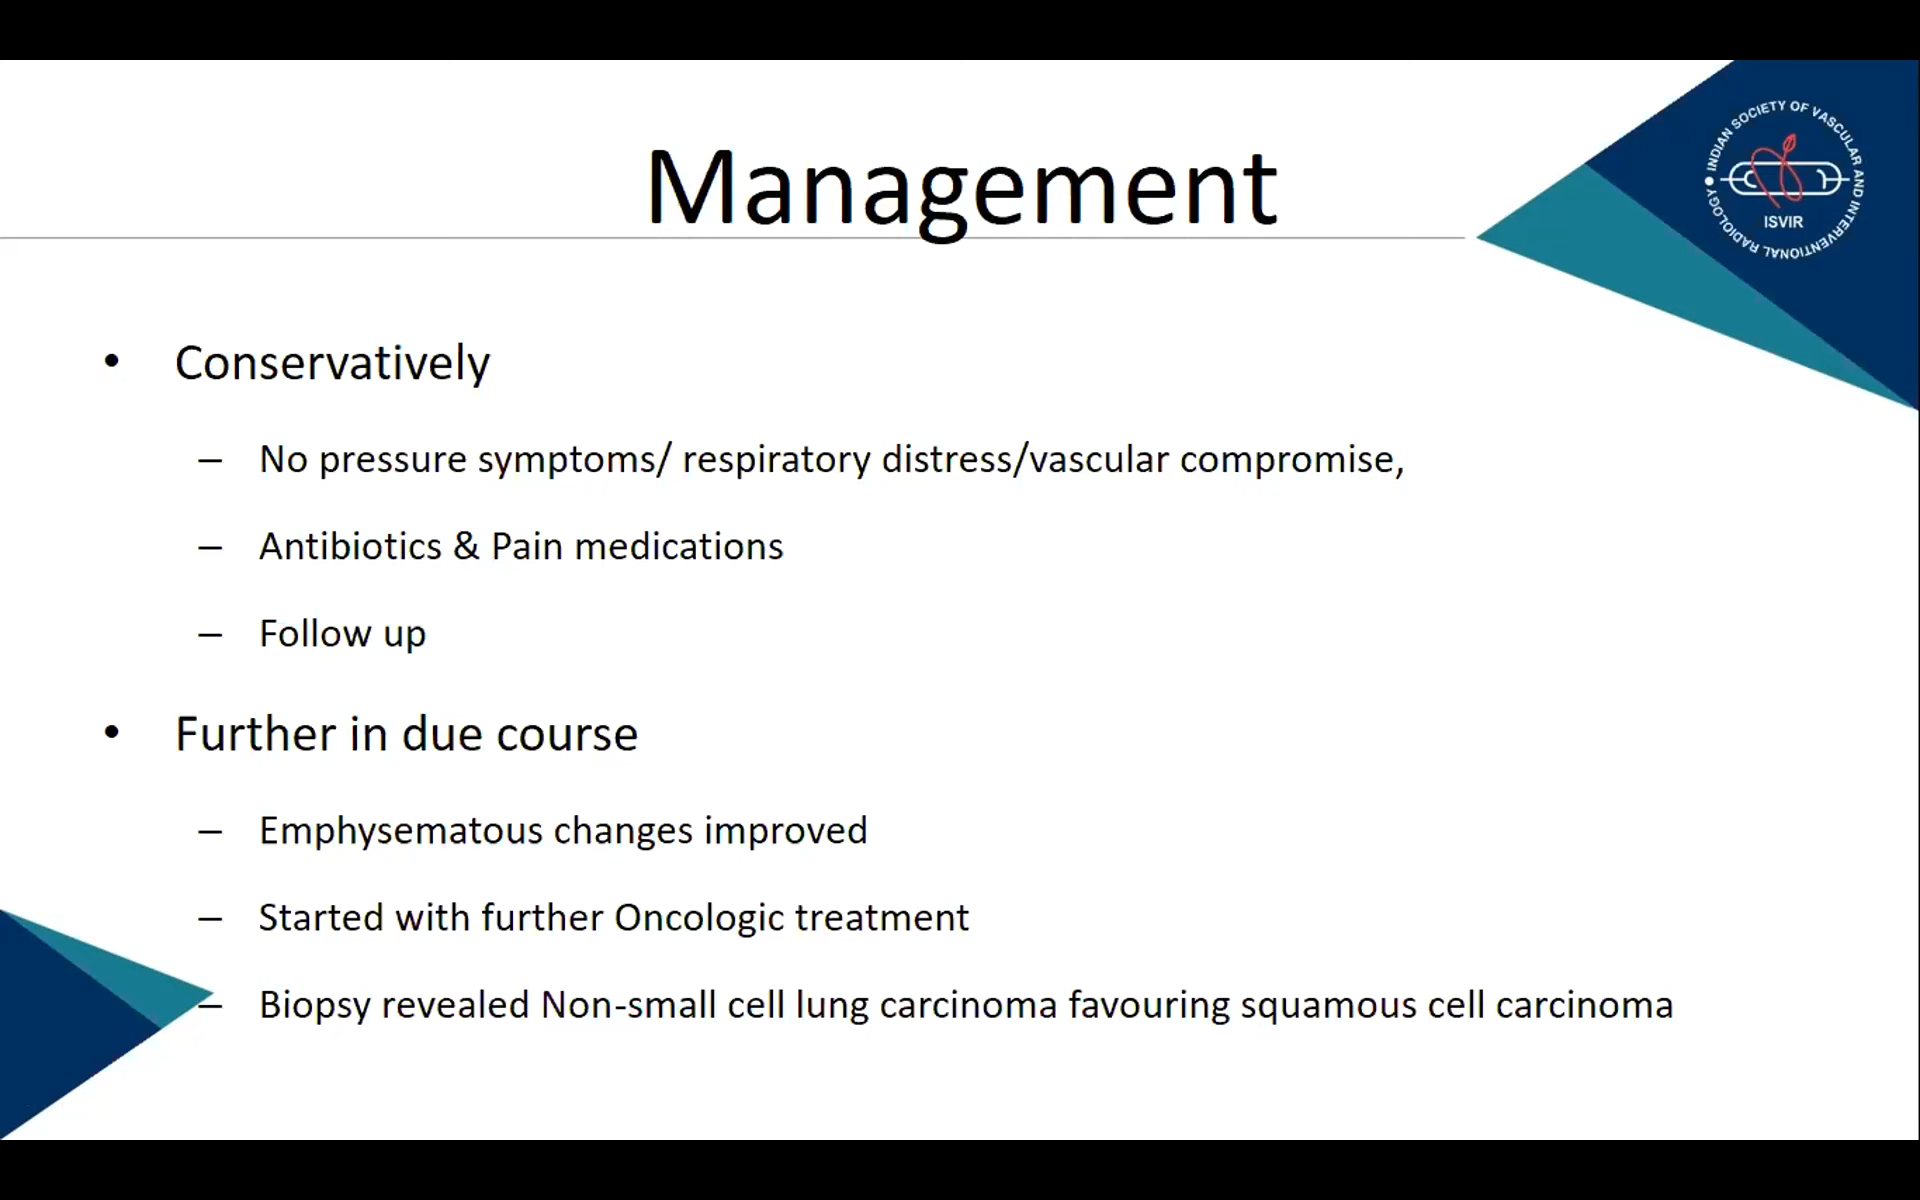 Management
INDIAN SOCIETY OF VASCULAR AND INTERVENTIONAL RADIOLOGY
ISVIR
• Conservatively
– No pressure symptoms/ respiratory distress/vascular compromise,
– Antibiotics & Pain medications
– Follow up
• Further in due course
– Emphysematous changes improved
– Started with further Oncologic treatment
– Biopsy revealed Non-small cell lung carcinoma favouring squamous cell carcinoma